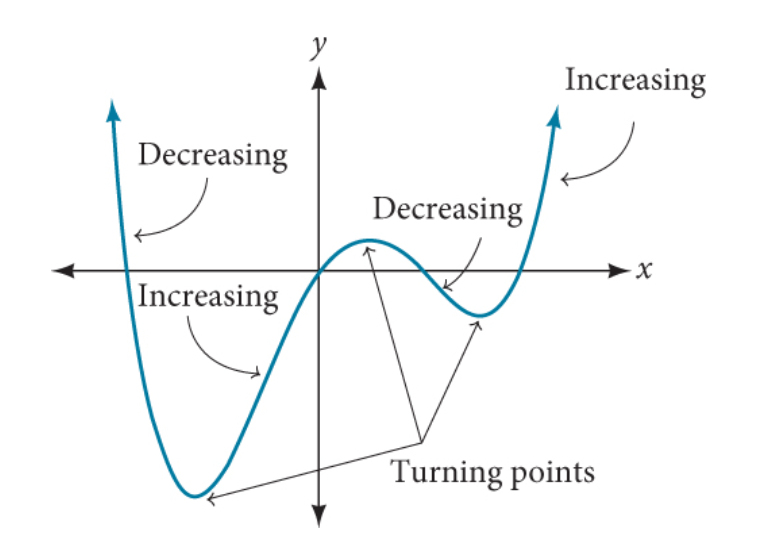 y
Increasing
Decreasing
Decreasing
x
Increasing
Turning points